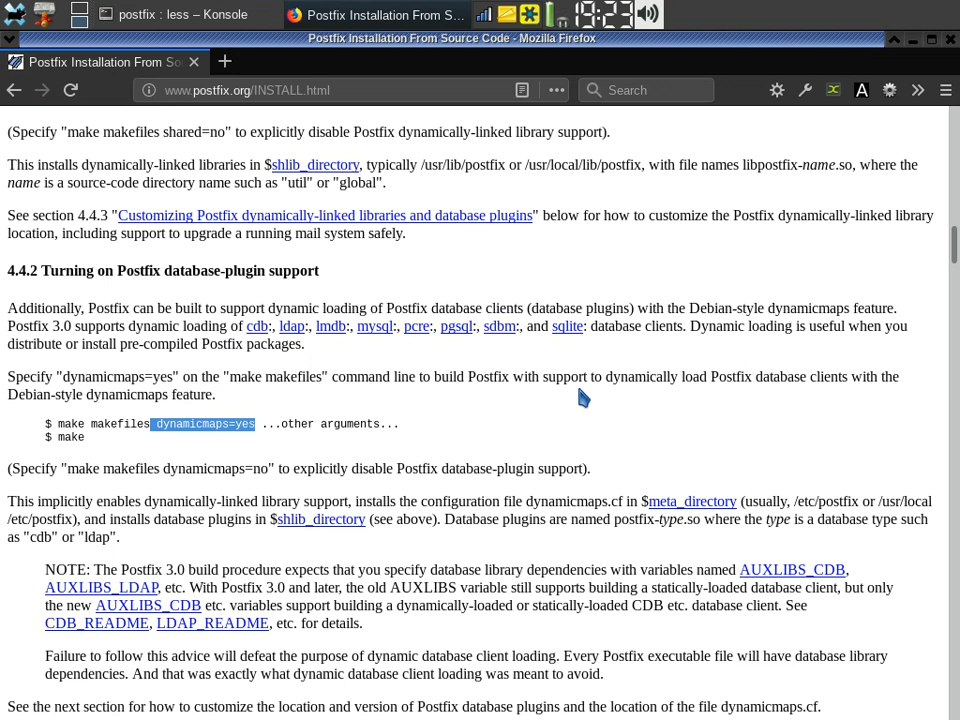 postfix : less – Konsole
Postfix Installation From S...
19:23
Postfix Installation From Source Code - Mozilla Firefox
Postfix Installation From So
www.postfix.org/INSTALL.html
Search
A
(Specify "make makefiles shared=no" to explicitly disable Postfix dynamically-linked library support).
This installs dynamically-linked libraries in $shlib_directory, typically /usr/lib/postfix or /usr/local/lib/postfix, with file names libpostfix-name.so, where the
name is a source-code directory name such as "util" or "global".
See section 4.4.3 "Customizing Postfix dynamically-linked libraries and database plugins" below for how to customize the Postfix dynamically-linked library
location, including support to upgrade a running mail system safely.
4.4.2 Turning on Postfix database-plugin support
Additionally, Postfix can be built to support dynamic loading of Postfix database clients (database plugins) with the Debian-style dynamicmaps feature.
Postfix 3.0 supports dynamic loading of cdb:, ldap:, lmdb:, mysql:, pcre:, pgsql:, sdbm:, and sqlite: database clients. Dynamic loading is useful when you
distribute or install pre-compiled Postfix packages.
Specify "dynamicmaps=yes" on the "make makefiles" command line to build Postfix with support to dynamically load Postfix database clients with the
Debian-style dynamicmaps feature.
$ make makefiles dynamicmaps=yes ...other arguments...
$ make
(Specify "make makefiles dynamicmaps=no" to explicitly disable Postfix database-plugin support).
This implicitly enables dynamically-linked library support, installs the configuration file dynamicmaps.cf in $meta_directory (usually, /etc/postfix or /usr/local
/etc/postfix), and installs database plugins in $shlib_directory (see above). Database plugins are named postfix-type.so where the type is a database type such
as "cdb" or "ldap".
NOTE: The Postfix 3.0 build procedure expects that you specify database library dependencies with variables named AUXLIBS_CDB,
AUXLIBS_LDAP, etc. With Postfix 3.0 and later, the old AUXLIBS variable still supports building a statically-loaded database client, but only
the new AUXLIBS_CDB etc. variables support building a dynamically-loaded or statically-loaded CDB etc. database client. See
CDB_README, LDAP_README, etc. for details.
Failure to follow this advice will defeat the purpose of dynamic database client loading. Every Postfix executable file will have database library
dependencies. And that was exactly what dynamic database client loading was meant to avoid.
See the next section for how to customize the location and version of Postfix database plugins and the location of the file dynamicmaps.cf.